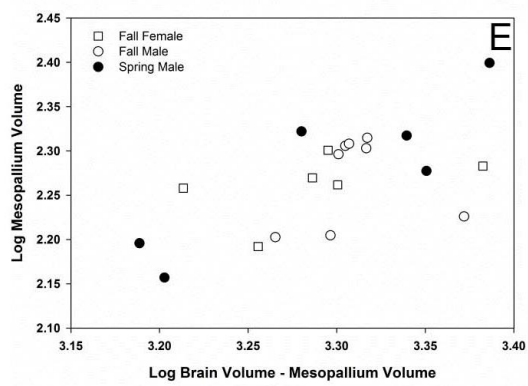 E
Fall Female
Fall Male
Spring Male
Log Mesopallium Volume
2.45
2.40
2.35
2.30
2.25
2.20
2.15
2.10
3.15 3.20 3.25 3.30 3.35 3.40
Log Brain Volume - Mesopallium Volume